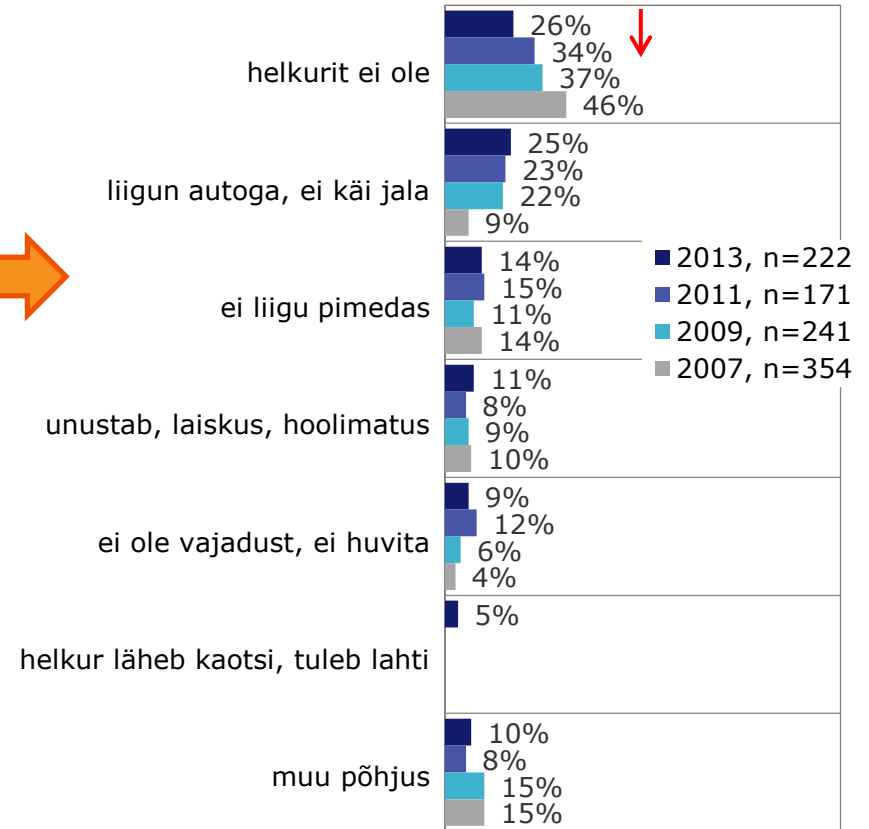 helkurit ei ole
26%
34%
37%
46%
liigun autoga, ei käi jala
25%
23%
22%
9%
ei liigu pimedas
14%
15%
11%
14%
2013, n=222
2011, n=171
2009, n=241
2007, n=354
unustab, laiskus, hoolimatus
11%
8%
9%
10%
ei ole vajadust, ei huvita
9%
12%
6%
4%
helkur läheb kaotsi, tuleb lahti
5%
muu põhjus
10%
8%
15%
15%